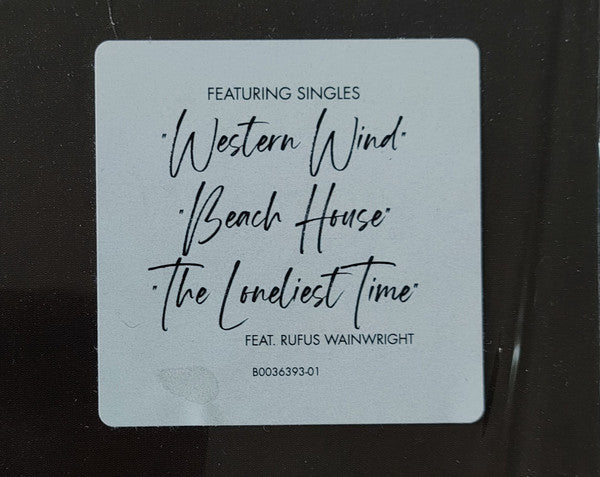 FEATURING SINGLES
"Western Wind"
"Beach House"
"The Loneliest Time"
FEAT. RUFUS WAINWRIGHT
B0036393-01